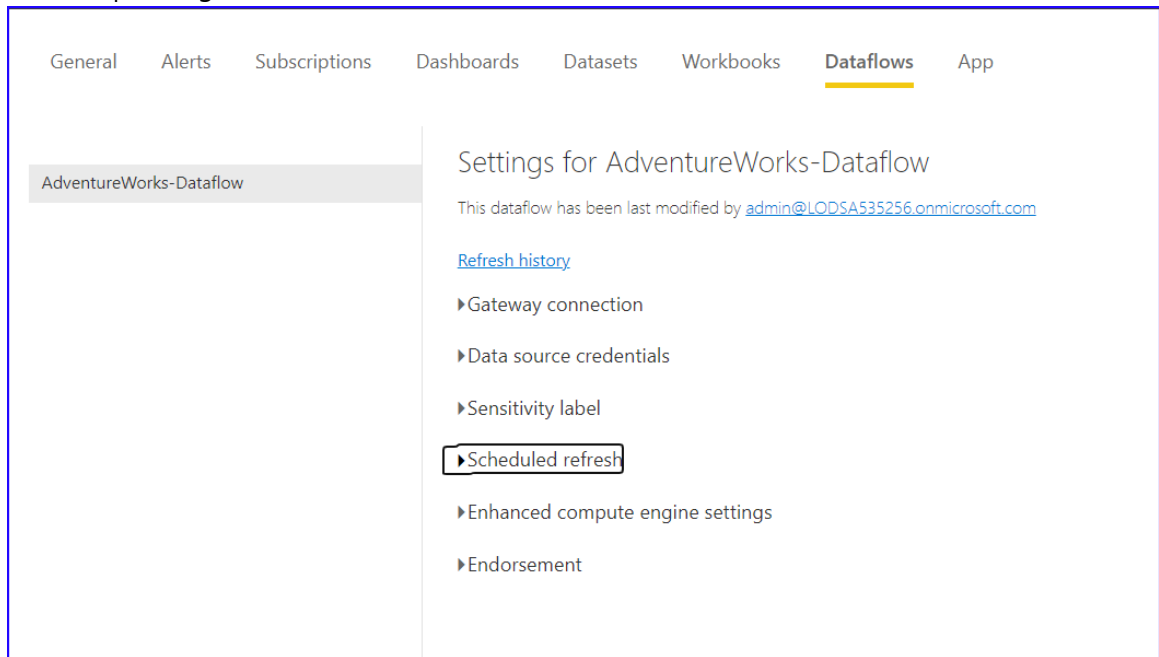 General Alerts Subscriptions Dashboards Datasets Workbooks Dataflows App
AdventureWorks-Dataflow
Settings for AdventureWorks-Dataflow
This dataflow has been last modified by admin@LODSA535256.onmicrosoft.com
Refresh history
Gateway connection
Data source credentials
Sensitivity label
Scheduled refresh
Enhanced compute engine settings
Endorsement